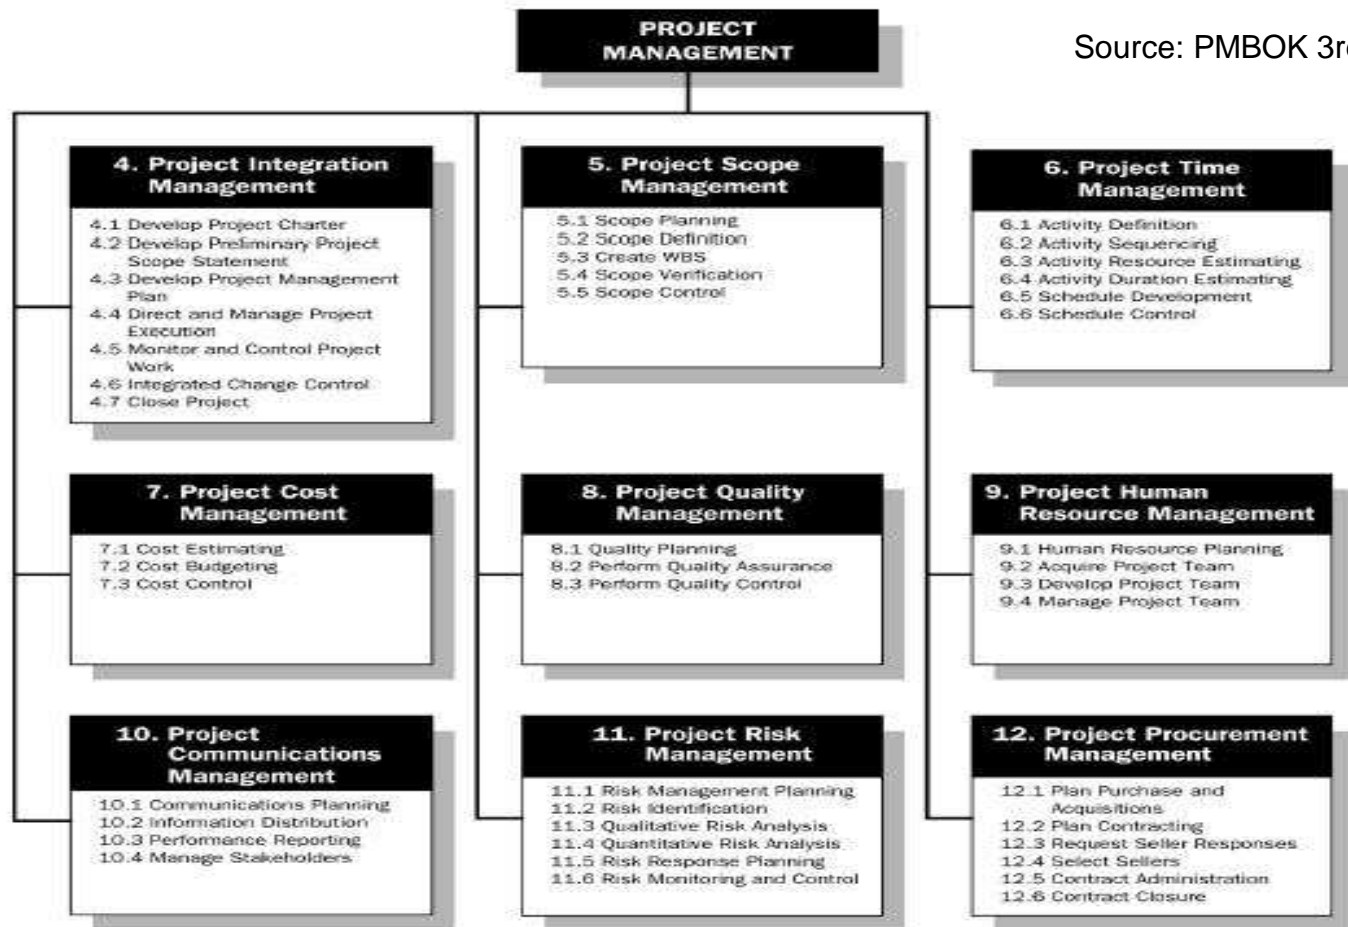 PROJECT
MANAGEMENT
Source: PMBOK 3r
4. Project Integration
Management
4.1 Develop Project Charter
4.2 Develop Preliminary Project
Scope Statement
4.3 Develop Project Management
Plan
4.4 Direct and Manage Project
Execution
4.5 Monitor and Control Project
Work
4.6 Integrated Change Control
4.7 Close Project
5. Project Scope
Management
5.1 Scope Planning
5.2 Scope Definition
5.3 Create WBS
5.4 Scope Verification
5.5 Scope Control
6. Project Time
Management
6.1 Activity Definition
6.2 Activity Sequencing
6.3 Activity Resource Estimating
6.4 Activity Duration Estimating
6.5 Schedule Development
6.6 Schedule Control
7. Project Cost
Management
7.1 Cost Estimating
7.2 Cost Budgeting
7.3 Cost Control
8. Project Quality
Management
8.1 Quality Planning
8.2 Perform Quality Assurance
8.3 Perform Quality Control
9. Project Human
Resource Management
9.1 Human Resource Planning
9.2 Acquire Project Team
9.3 Develop Project Team
9.4 Manage Project Team
10. Project
Communications
Management
10.1 Communications Planning
10.2 Information Distribution
10.3 Performance Reporting
10.4 Manage Stakeholders
11. Project Risk
Management
11.1 Risk Management Planning
11.2 Risk Identification
11.3 Qualitative Risk Analysis
11.4 Quantitative Risk Analysis
11.5 Risk Response Planning
11.6 Risk Monitoring and Control
12. Project Procurement
Management
12.1 Plan Purchase and
Acquisitions
12.2 Plan Contracting
12.3 Request Seller Responses
12.4 Select Sellers
12.5 Contract Administration
12.6 Contract Closure